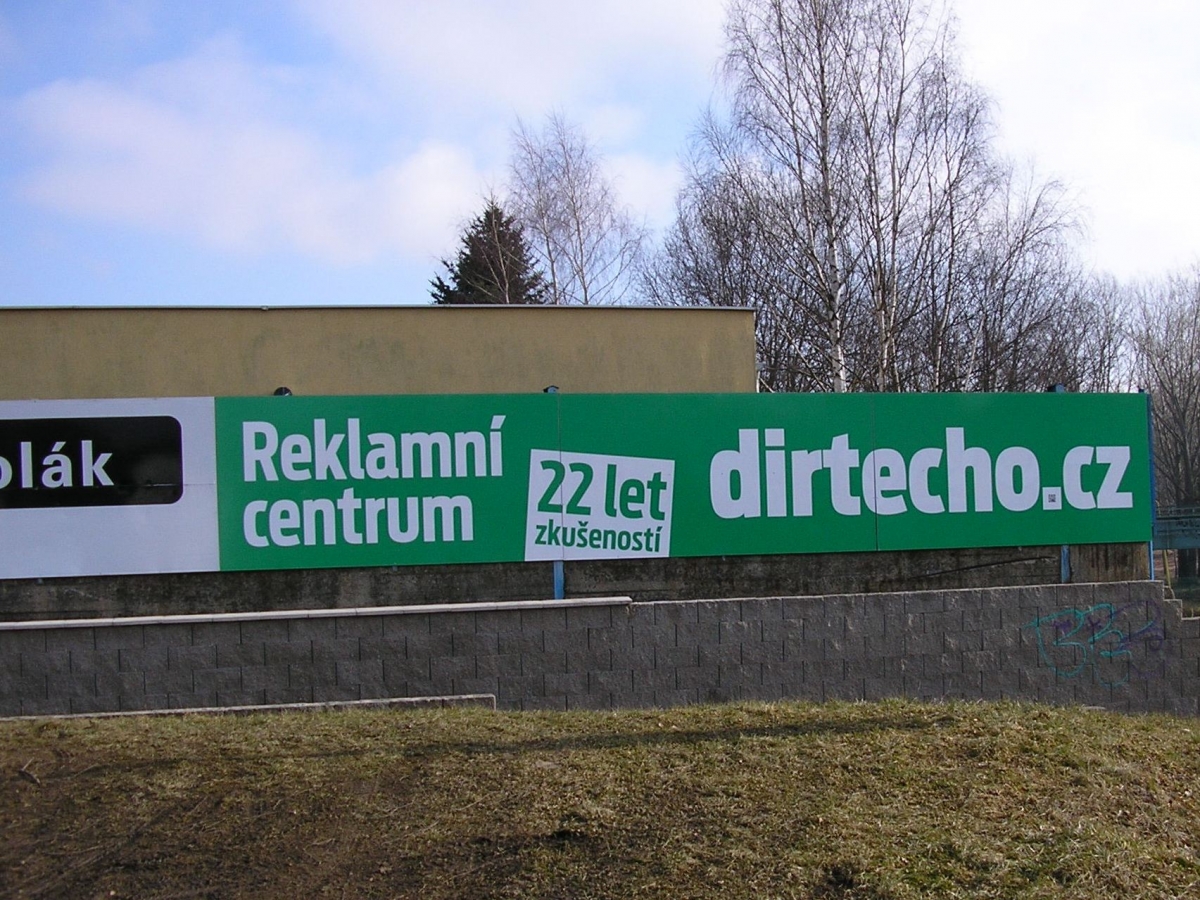 olák
Reklamní
centrum
22 let
zkušeností
dirtecho.cz